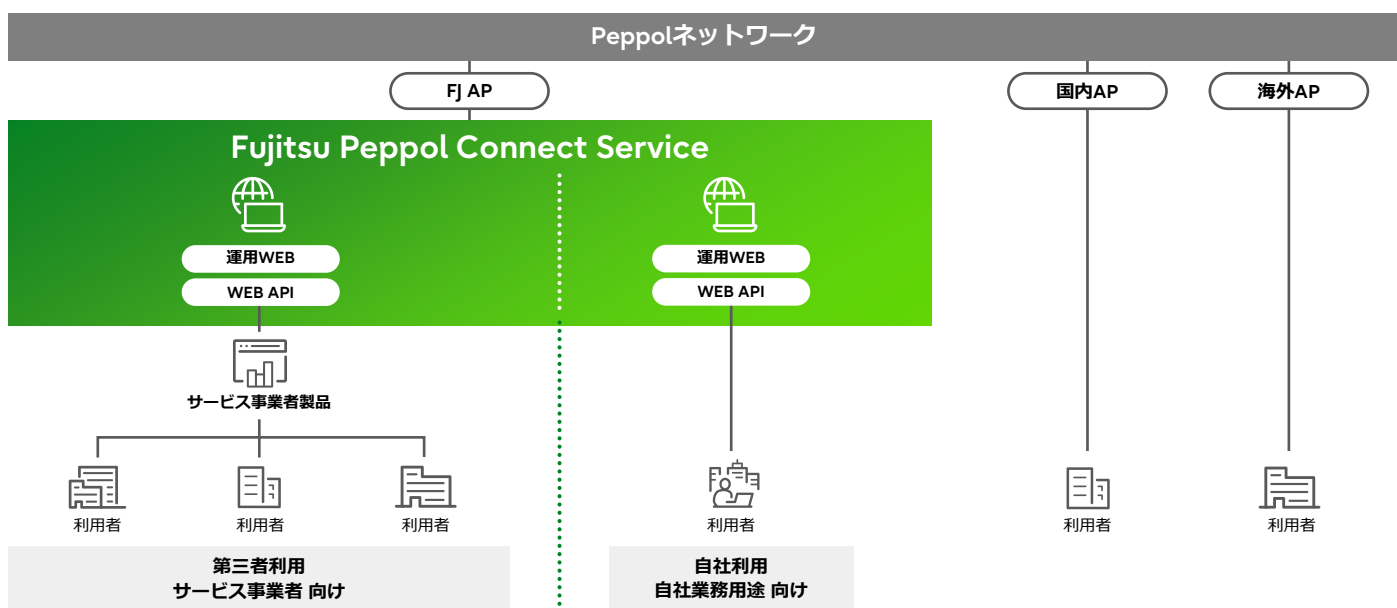 Peppolネットワーク
FJ AP
国内AP
海外AP
Fujitsu Peppol Connect Service
運用WEB
WEB API
運用WEB
WEB API
サービス事業者製品
利用者
利用者
利用者
利用者
利用者
利用者
第三者利用
サービス事業者 向け
自社利用
自社業務用途 向け